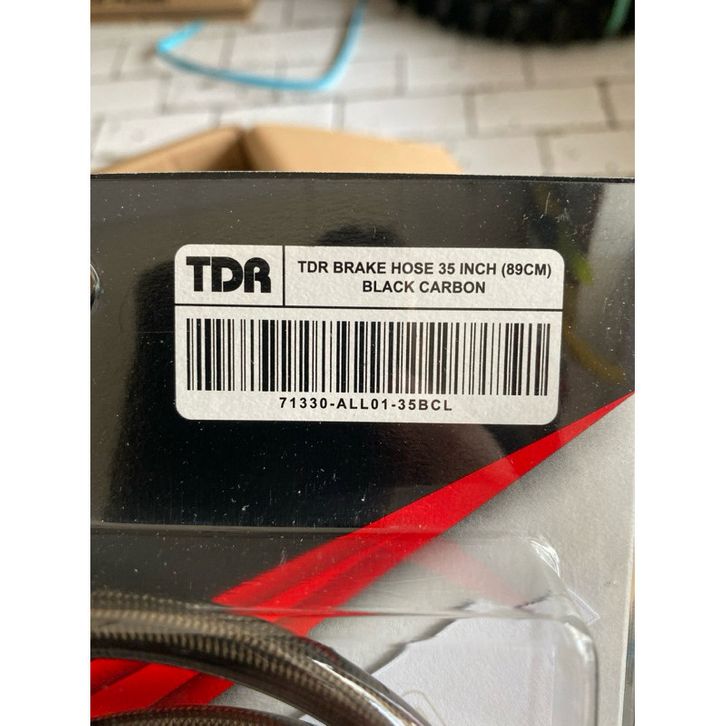 TDR
TDR BRAKE HOSE 35 INCH (89CM)
BLACK CARBON
71330-ALL01-35BCL